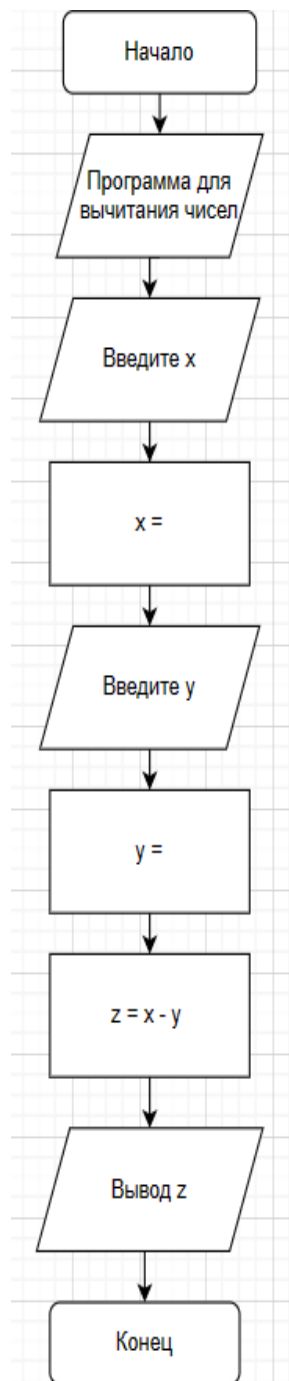 Начало
Программа для
вычитания чисел
Введите x
x =
Введите y
y =
z = x - y
Вывод z
Конец